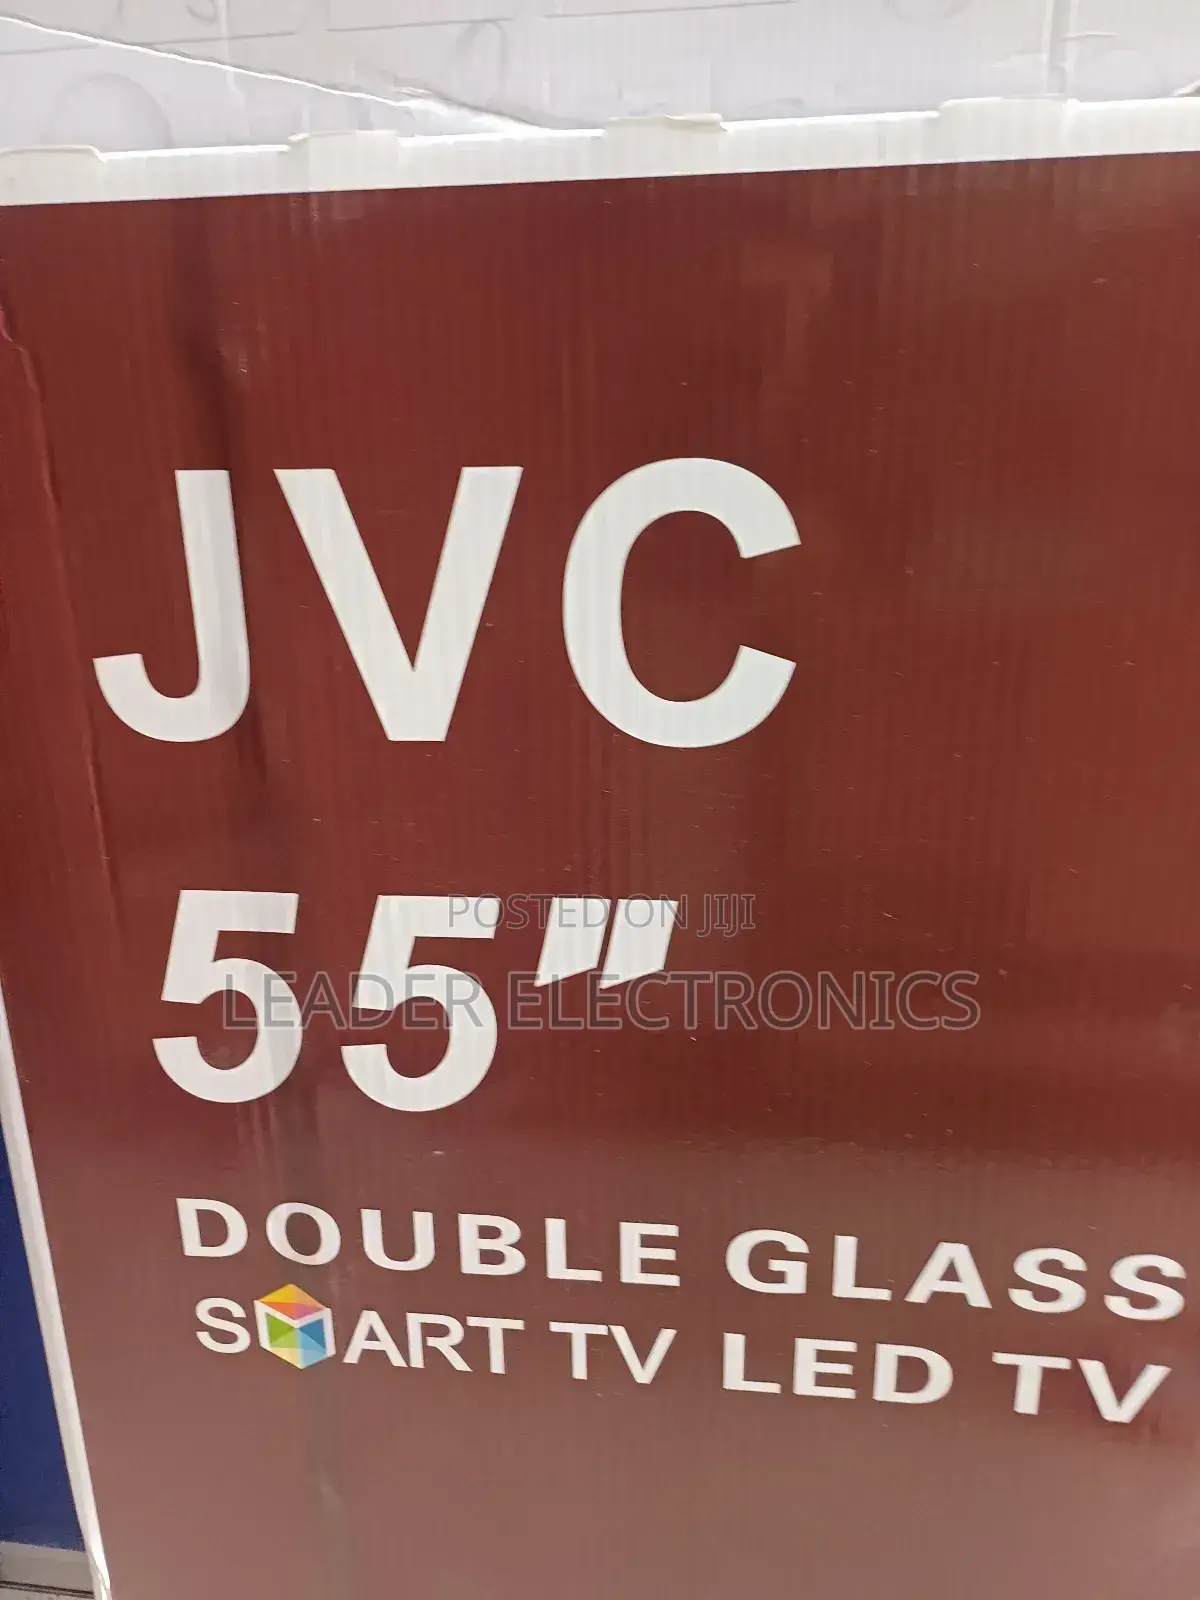 JVC
55"
POSTED ON JIJI
LEADER ELECTRONICS
DOUBLE GLASS
SMART TV LED TV